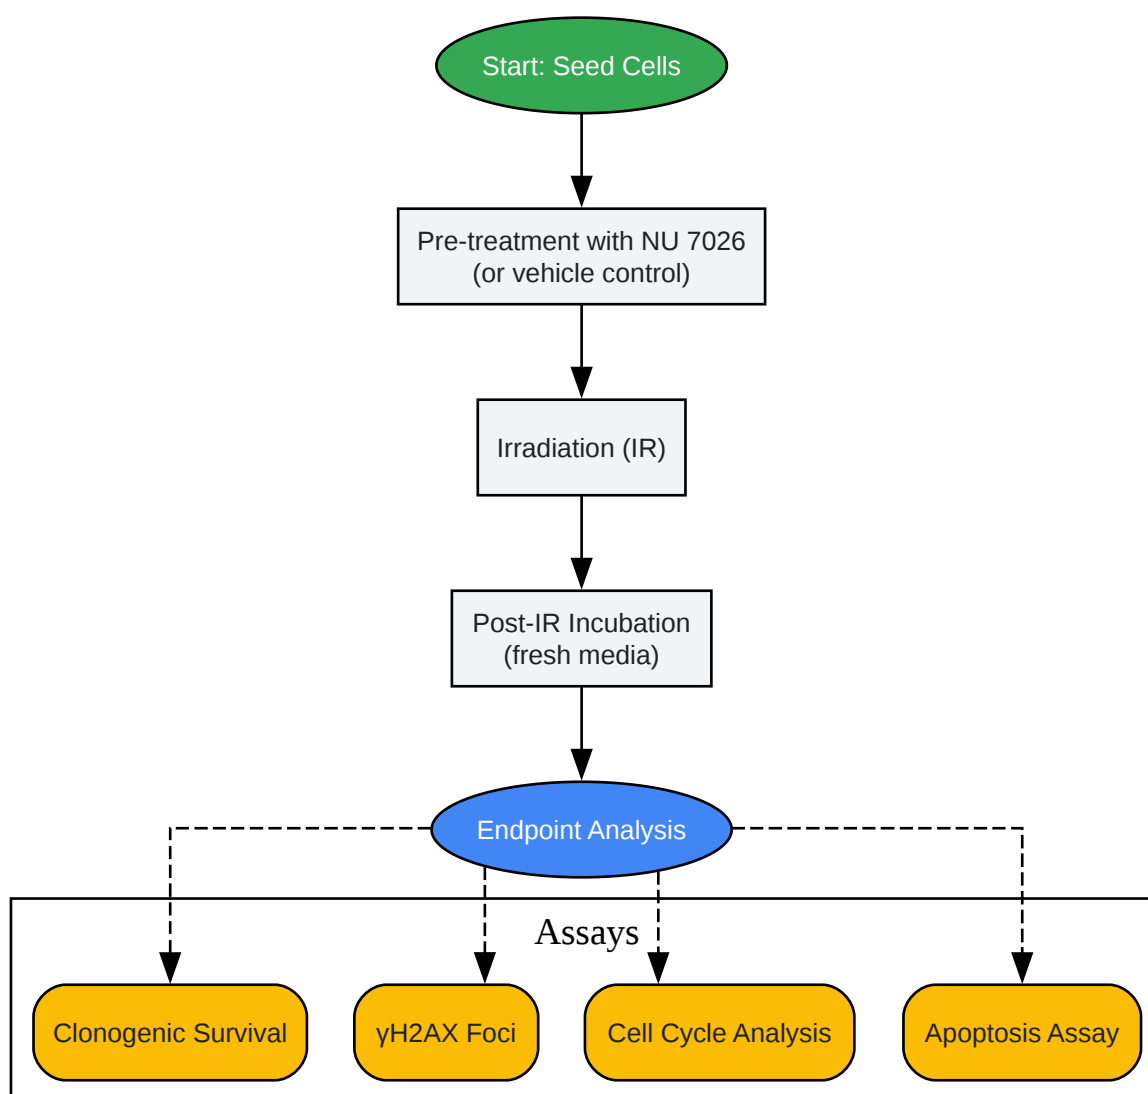 Start: Seed Cells
Pre-treatment with NU 7026
(or vehicle control)
Irradiation (IR)
Post-IR Incubation
(fresh media)
Endpoint Analysis
Assays
Clonogenic Survival
γH2AX Foci
Cell Cycle Analysis
Apoptosis Assay